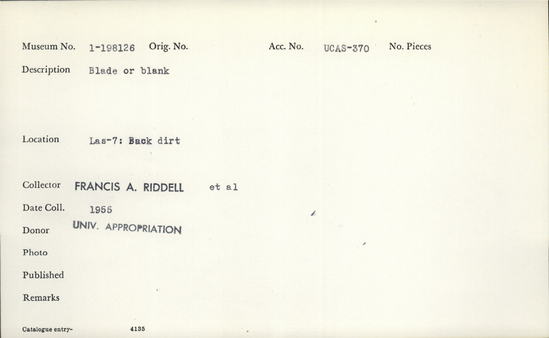 Museum No. 1-198126 Orig. No. Acc. No. UCAS-370 No. Pieces
Description Blade or blank
Location Las-7: Back dirt
Collector FRANCIS A. RIDDELL et al
Date Coll. 1955
Donor UNIV. APPROPRIATION
Photo
Published
Remarks
Catalogue entry- 4135